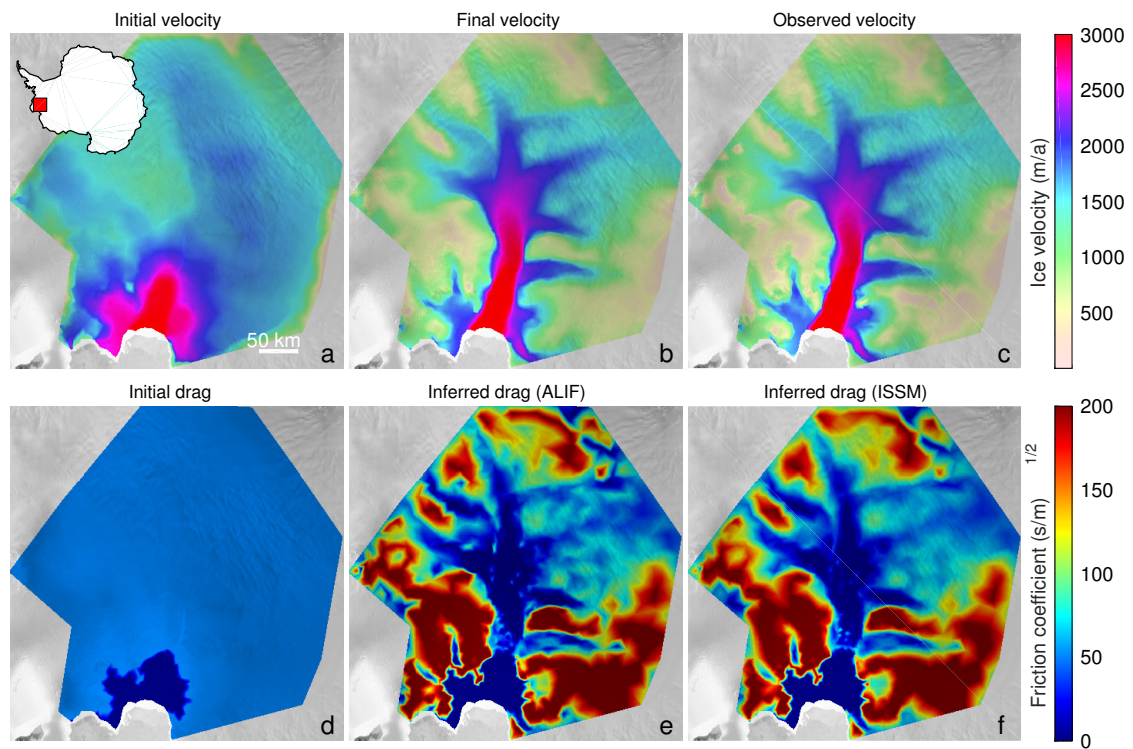 Initial velocity
Final velocity
Observed velocity
50 km
a
b
c
3000
2500
2000
1500
1000
500
Ice velocity (m/a)
Initial drag
Inferred drag (ALIF)
Inferred drag (ISSM)
d
e
f
200
150
100
50
0
Friction coefficient (s/m) 1/2